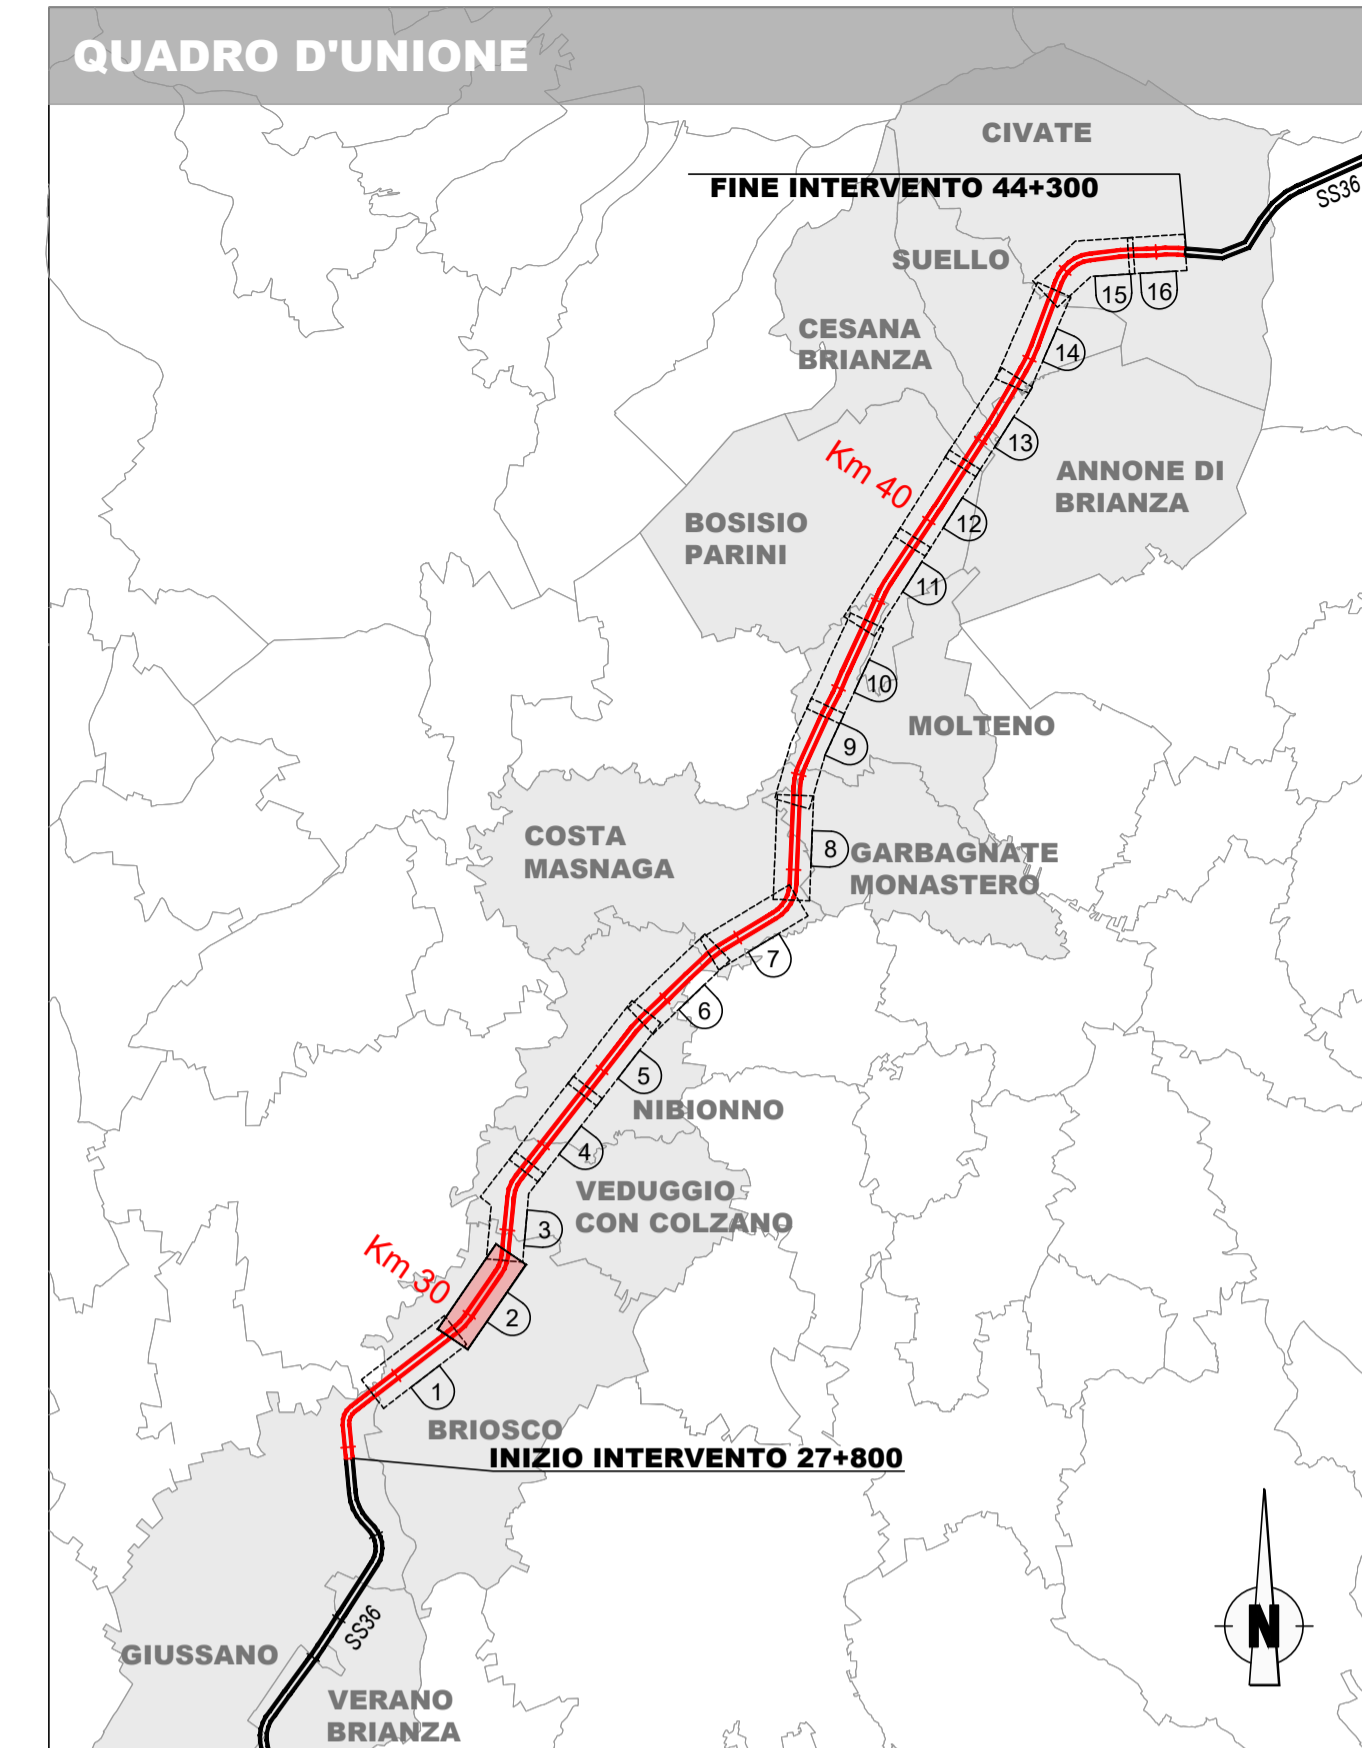 QUADRO D'UNIONE
CIVATE
FINE INTERVENTO 44+300
SS36
SUELLO
15
16
CESANA
BRIANZA
14
13
Km 40
ANNONE DI
BRIANZA
BOSISIO
PARINI
12
11
10
MOLTENO
9
COSTA
MASNAGA
8
GARBAGNATE
MONASTERO
7
6
5
NIBIONNO
4
VEDUGGIO
CON COLZANO
3
Km 30
2
1
BRIOSCO
INIZIO INTERVENTO 27+800
SS36
GIUSSANO
N
VERANO
BRIANZA